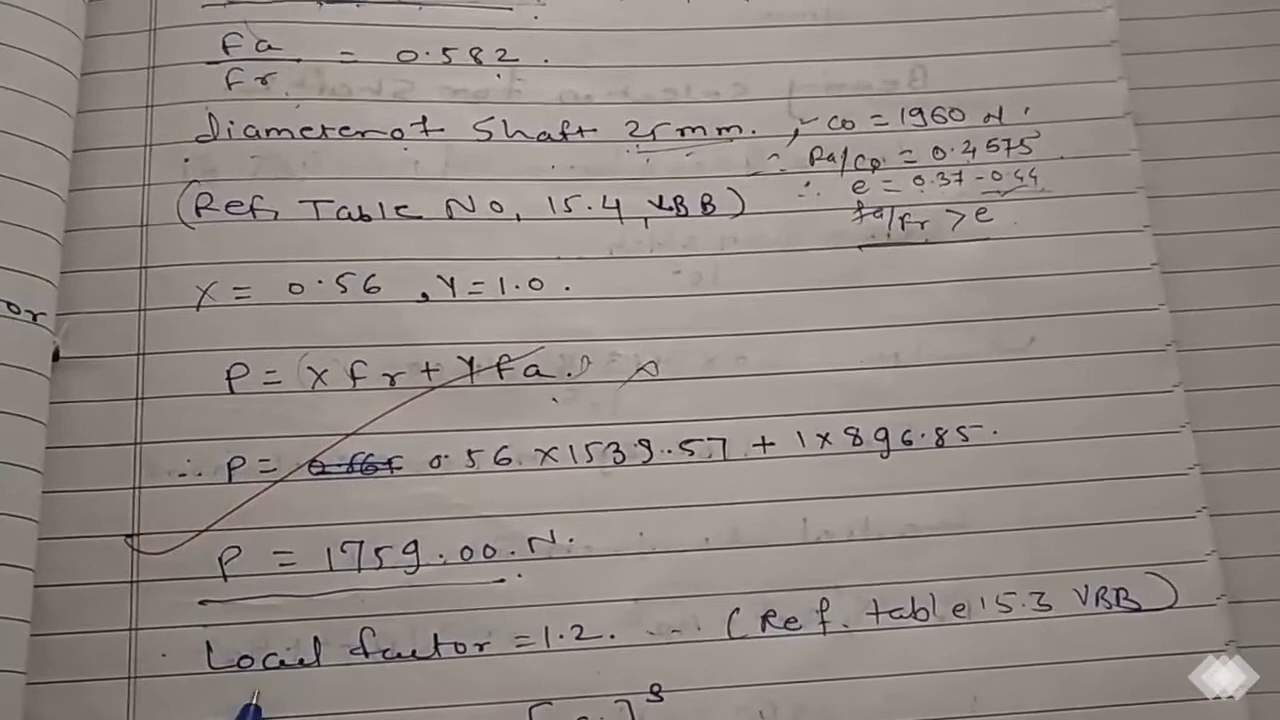 Fa/Fr = 0.582.
diameter of shaft 25mm. , Co = 1960 N.
∴ Fa/Co = 0.4575
(Ref, Table No, 15.4, VBB)
∴ e = 0.37 - 0.44
Fa/Fr > e
or
X = 0.56 , Y = 1.0.
P = (X Fr + Y Fa.)
∴ P = 0.56 x 1539.57 + 1 x 896.85.
P = 1759.00.N.
Load factor = 1.2. --- (Ref. table 15.3 VBB)